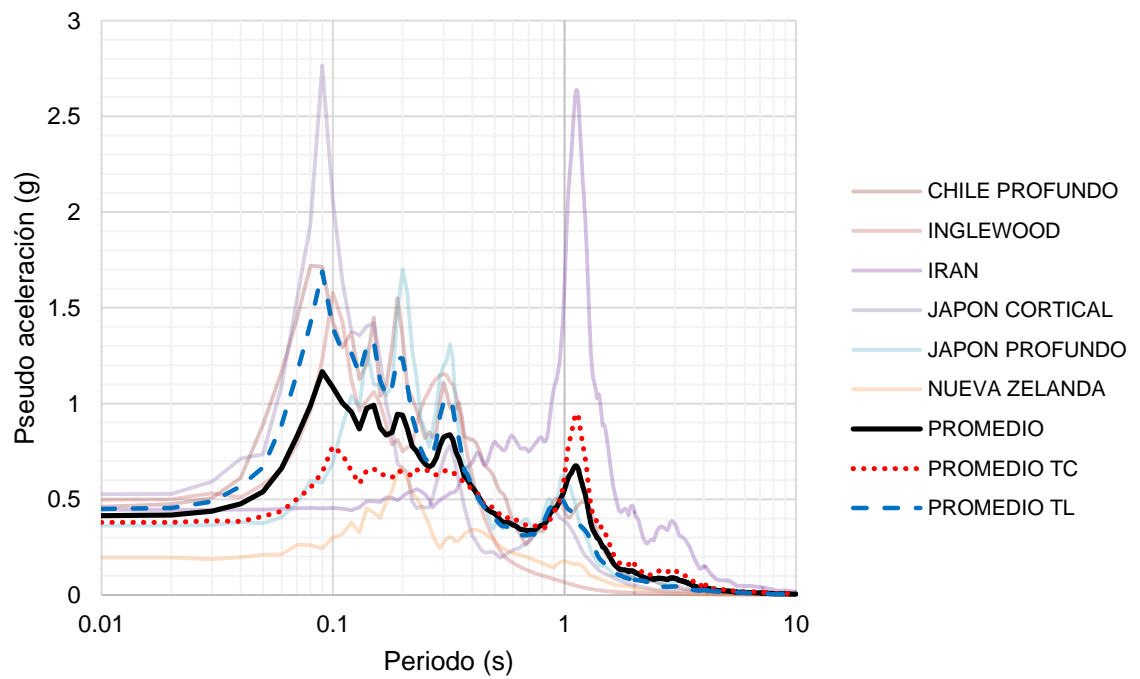 3
2.5
2
1.5
1
0.5
0
Pseudo aceleración (g)
0.01
0.1
1
10
Periodo (s)
CHILE PROFUNDO
INGLEWOOD
IRAN
JAPON CORTICAL
JAPON PROFUNDO
NUEVA ZELANDA
PROMEDIO
PROMEDIO TC
PROMEDIO TL